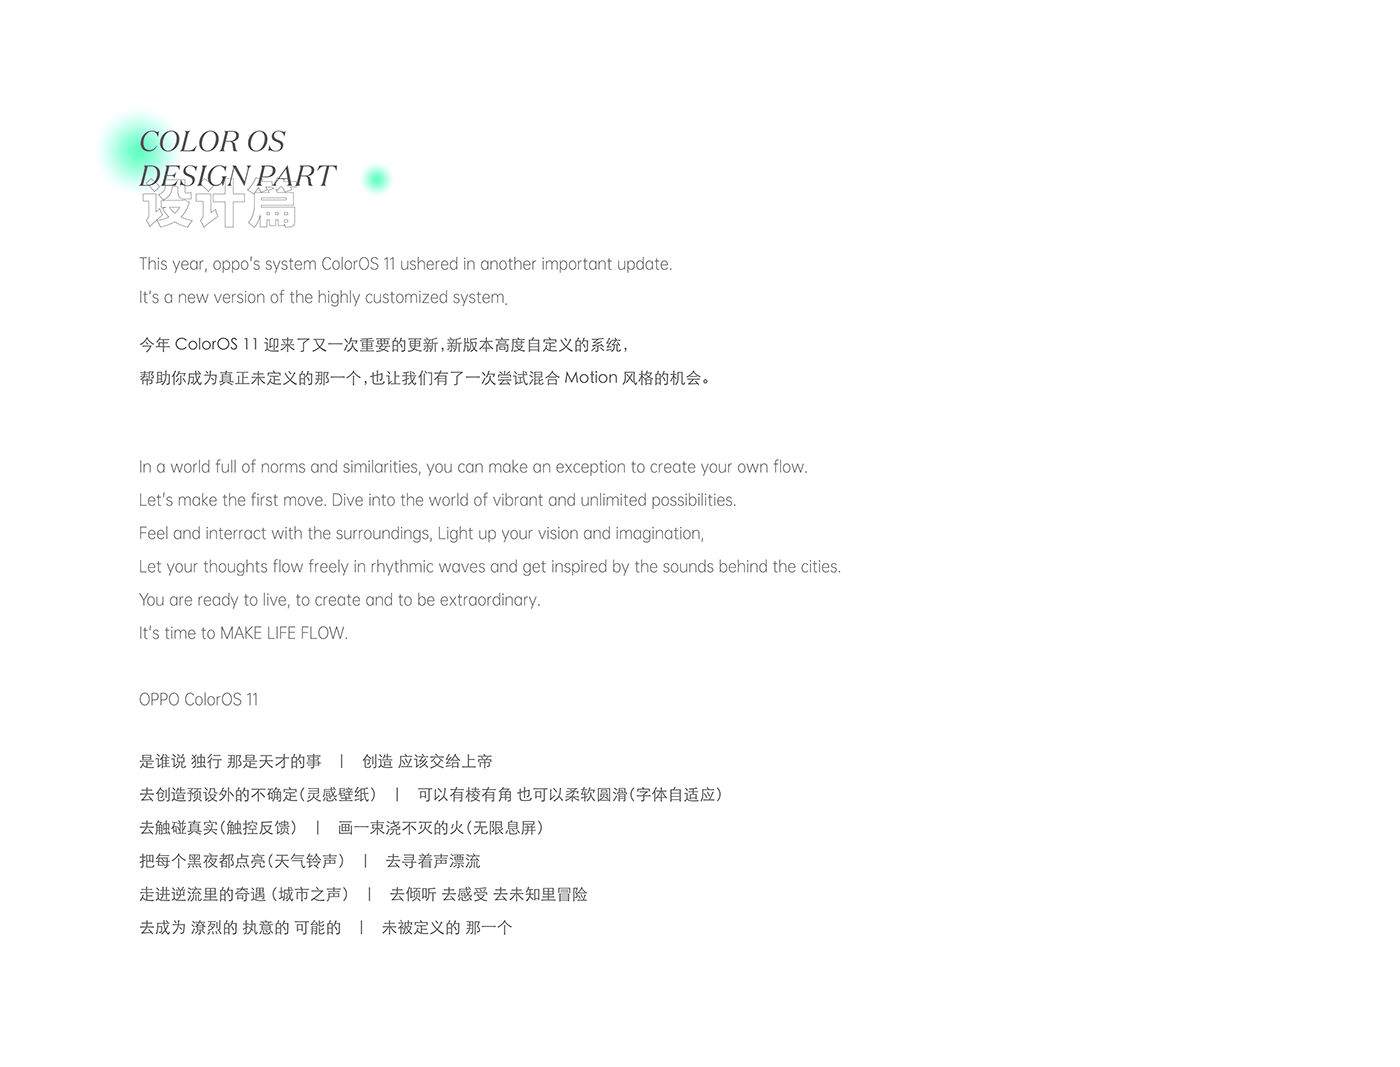 COLOR OS
DESIGN PART
设计篇
This year, oppo's system ColorOS 11 ushered in another important update.
It's a new version of the highly customized system.
今年 ColorOS 11 迎来了又一次重要的更新，新版本高度自定义的系统，
帮助你成为真正未定义的那一个，也让我们有了一次尝试混合 Motion 风格的机会。
In a world full of norms and similarities, you can make an exception to create your own flow.
Let's make the first move. Dive into the world of vibrant and unlimited possibilities.
Feel and interract with the surroundings, Light up your vision and imagination,
Let your thoughts flow freely in rhythmic waves and get inspired by the sounds behind the cities.
You are ready to live, to create and to be extraordinary.
It's time to MAKE LIFE FLOW.
OPPO ColorOS 11
是谁说 独行 那是天才的事 | 创造 应该交给上帝
去创造预设外的不确定（灵感壁纸） | 可以有棱有角 也可以柔软圆滑（字体自适应）
去触碰真实（触控反馈） | 画一束浇不灭的火（无限息屏）
把每个黑夜都点亮（天气铃声） | 去寻着声漂流
走进逆流里的奇遇（城市之声） | 去倾听 去感受 去未知里冒险
去成为 潦烈的 执意的 可能的 | 未被定义的 那一个